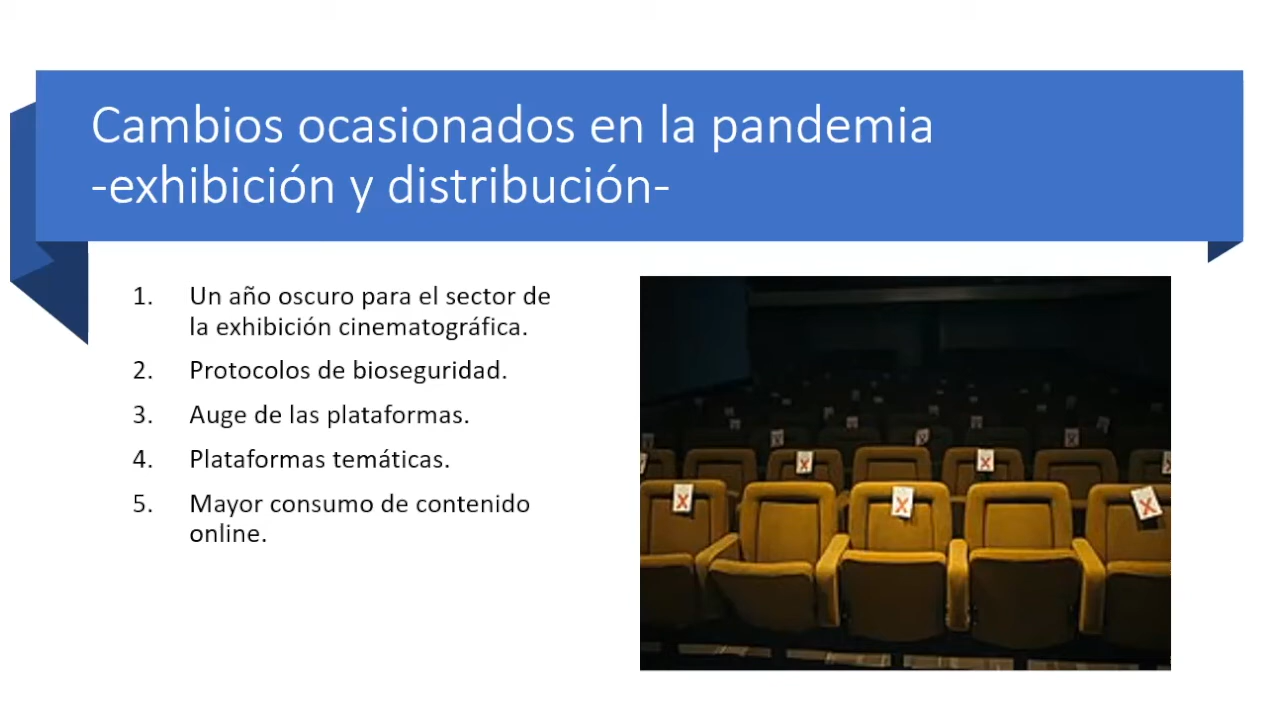 Cambios ocasionados en la pandemia
-exhibición y distribución-
1. Un año oscuro para el sector de
la exhibición cinematográfica.
2. Protocolos de bioseguridad.
3. Auge de las plataformas.
4. Plataformas temáticas.
5. Mayor consumo de contenido
online.